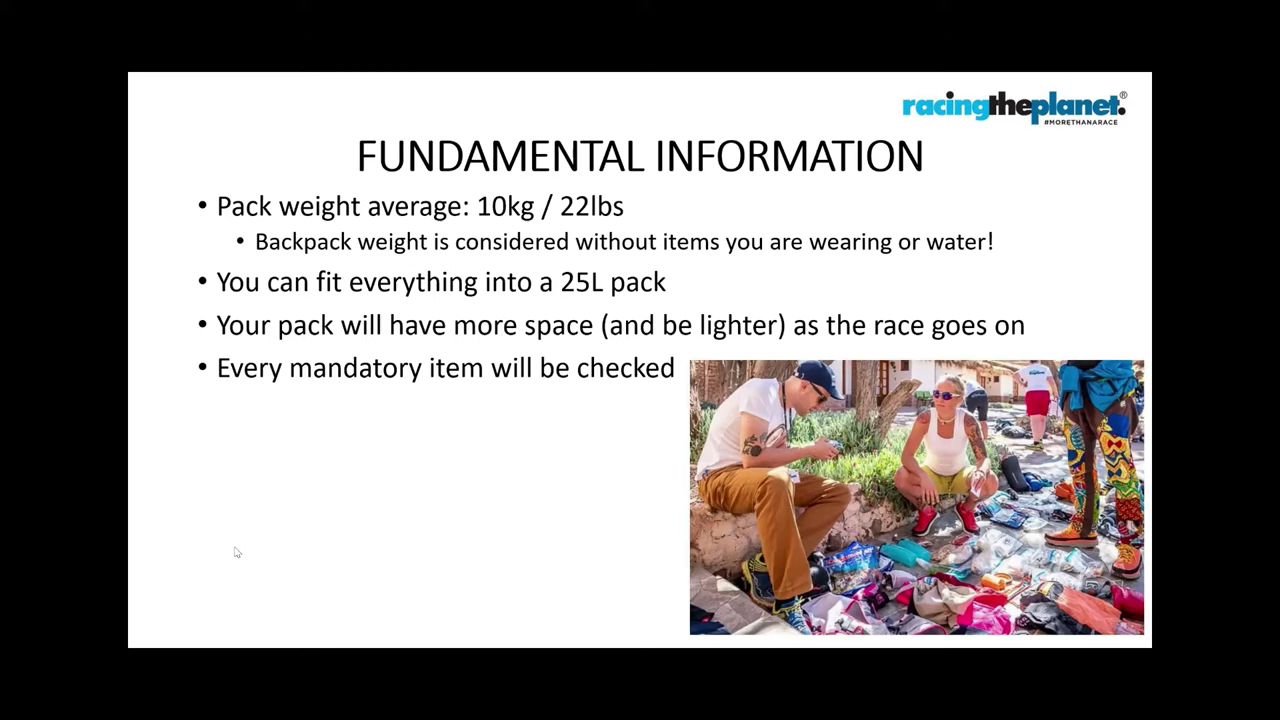 racingtheplanet.®
#MORETHANARACE
FUNDAMENTAL INFORMATION
• Pack weight average: 10kg / 22lbs
• Backpack weight is considered without items you are wearing or water!
• You can fit everything into a 25L pack
• Your pack will have more space (and be lighter) as the race goes on
• Every mandatory item will be checked